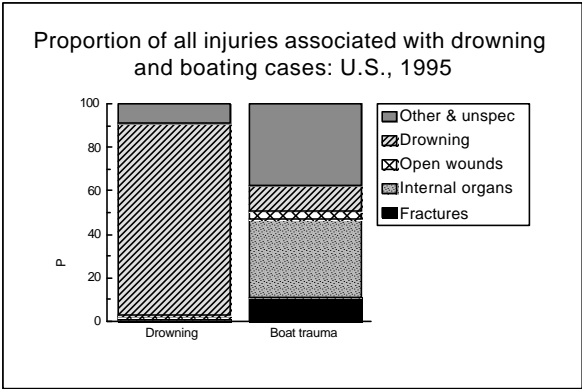 Proportion of all injuries associated with drowning
and boating cases: U.S., 1995
100
80
60
40
20
0
P
Drowning
Boat trauma
Other & unspec
Drowning
Open wounds
Internal organs
Fractures